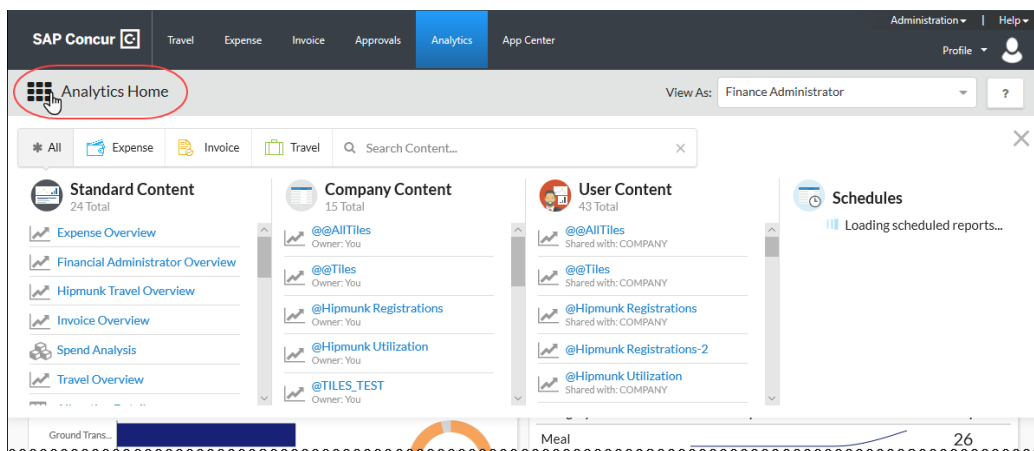 Administration | Help
SAP Concur C Travel Expense Invoice Approvals Analytics App Center
Profile
Analytics Home
View As: Finance Administrator ?
All Expense Invoice Travel Search Content...
Standard Content
24 Total
Expense Overview
Financial Administrator Overview
Hipmunk Travel Overview
Invoice Overview
Spend Analysis
Travel Overview
Company Content
15 Total
@@AllTiles
Owner: You
@@Tiles
Owner: You
@Hipmunk Registrations
Owner: You
@Hipmunk Utilization
Owner: You
@TILES_TEST
Owner: You
User Content
43 Total
@@AllTiles
Shared with: COMPANY
@@Tiles
Shared with: COMPANY
@Hipmunk Registrations
Shared with: COMPANY
@Hipmunk Registrations-2
@Hipmunk Utilization
Shared with: COMPANY
Schedules
Loading scheduled reports...
Ground Trans...
Meal 26